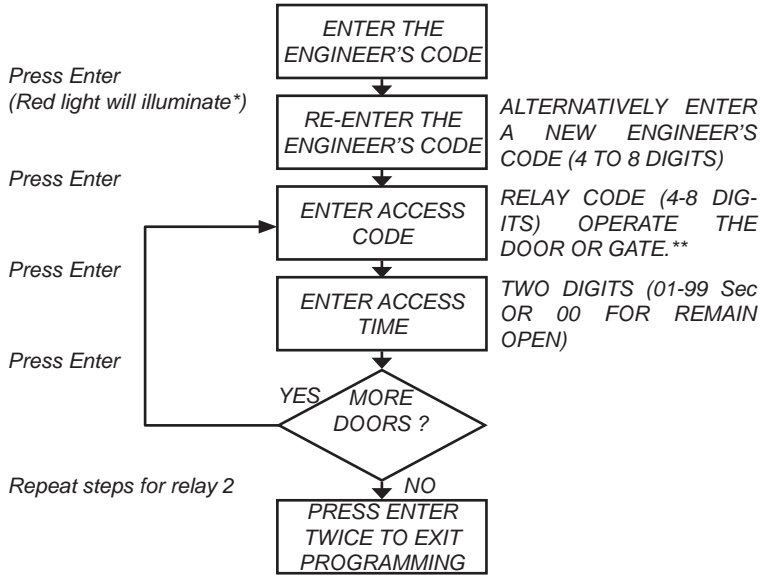 ENTER THE
ENGINEER'S CODE
Press Enter
(Red light will illuminate*)
RE-ENTER THE
ENGINEER'S CODE
ALTERNATIVELY ENTER
A NEW ENGINEER'S
CODE (4 TO 8 DIGITS)
Press Enter
ENTER ACCESS
CODE
RELAY CODE (4-8 DIG-
ITS) OPERATE THE
DOOR OR GATE.**
Press Enter
ENTER ACCESS
TIME
TWO DIGITS (01-99 Sec
OR 00 FOR REMAIN
OPEN)
Press Enter
YES
MORE
DOORS ?
Repeat steps for relay 2
NO
PRESS ENTER
TWICE TO EXIT
PROGRAMMING